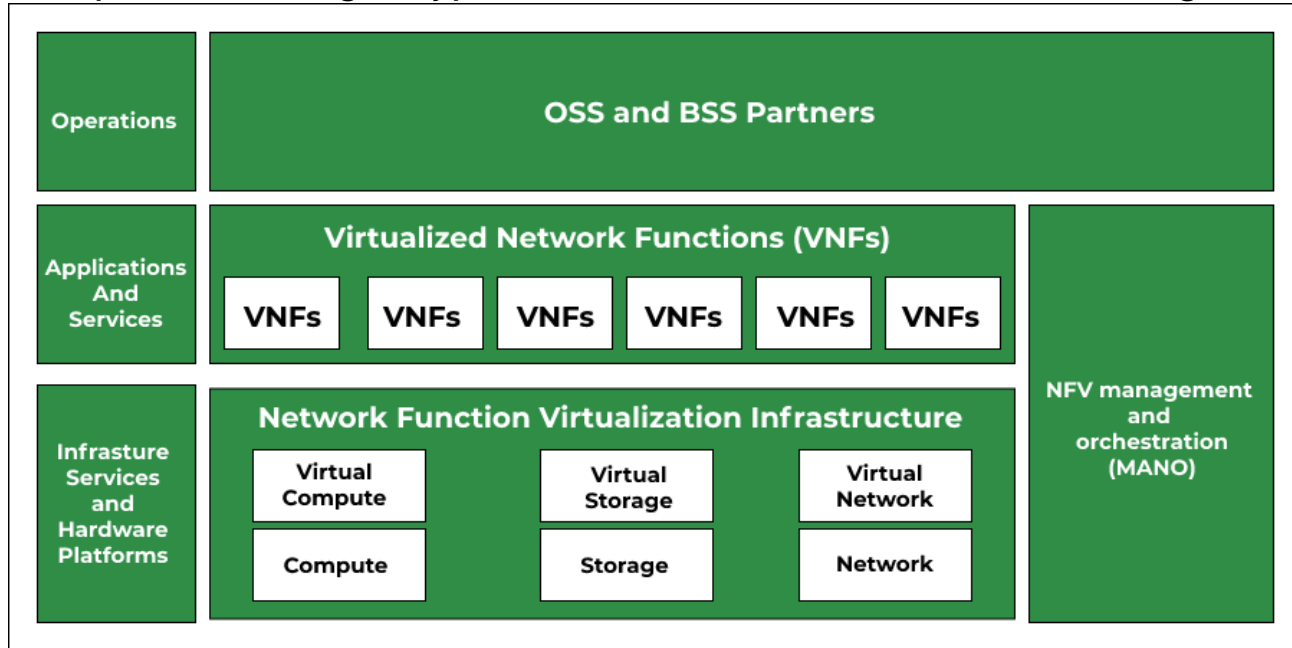 Operations
OSS and BSS Partners
Applications
And
Services
Virtualized Network Functions (VNFs)
VNFs
VNFs
VNFs
VNFs
VNFs
VNFs
Infrasture
Services
and
Hardware
Platforms
Network Function Virtualization Infrastructure
Virtual
Compute
Virtual
Storage
Virtual
Network
Compute
Storage
Network
NFV management
and
orchestration
(MANO)